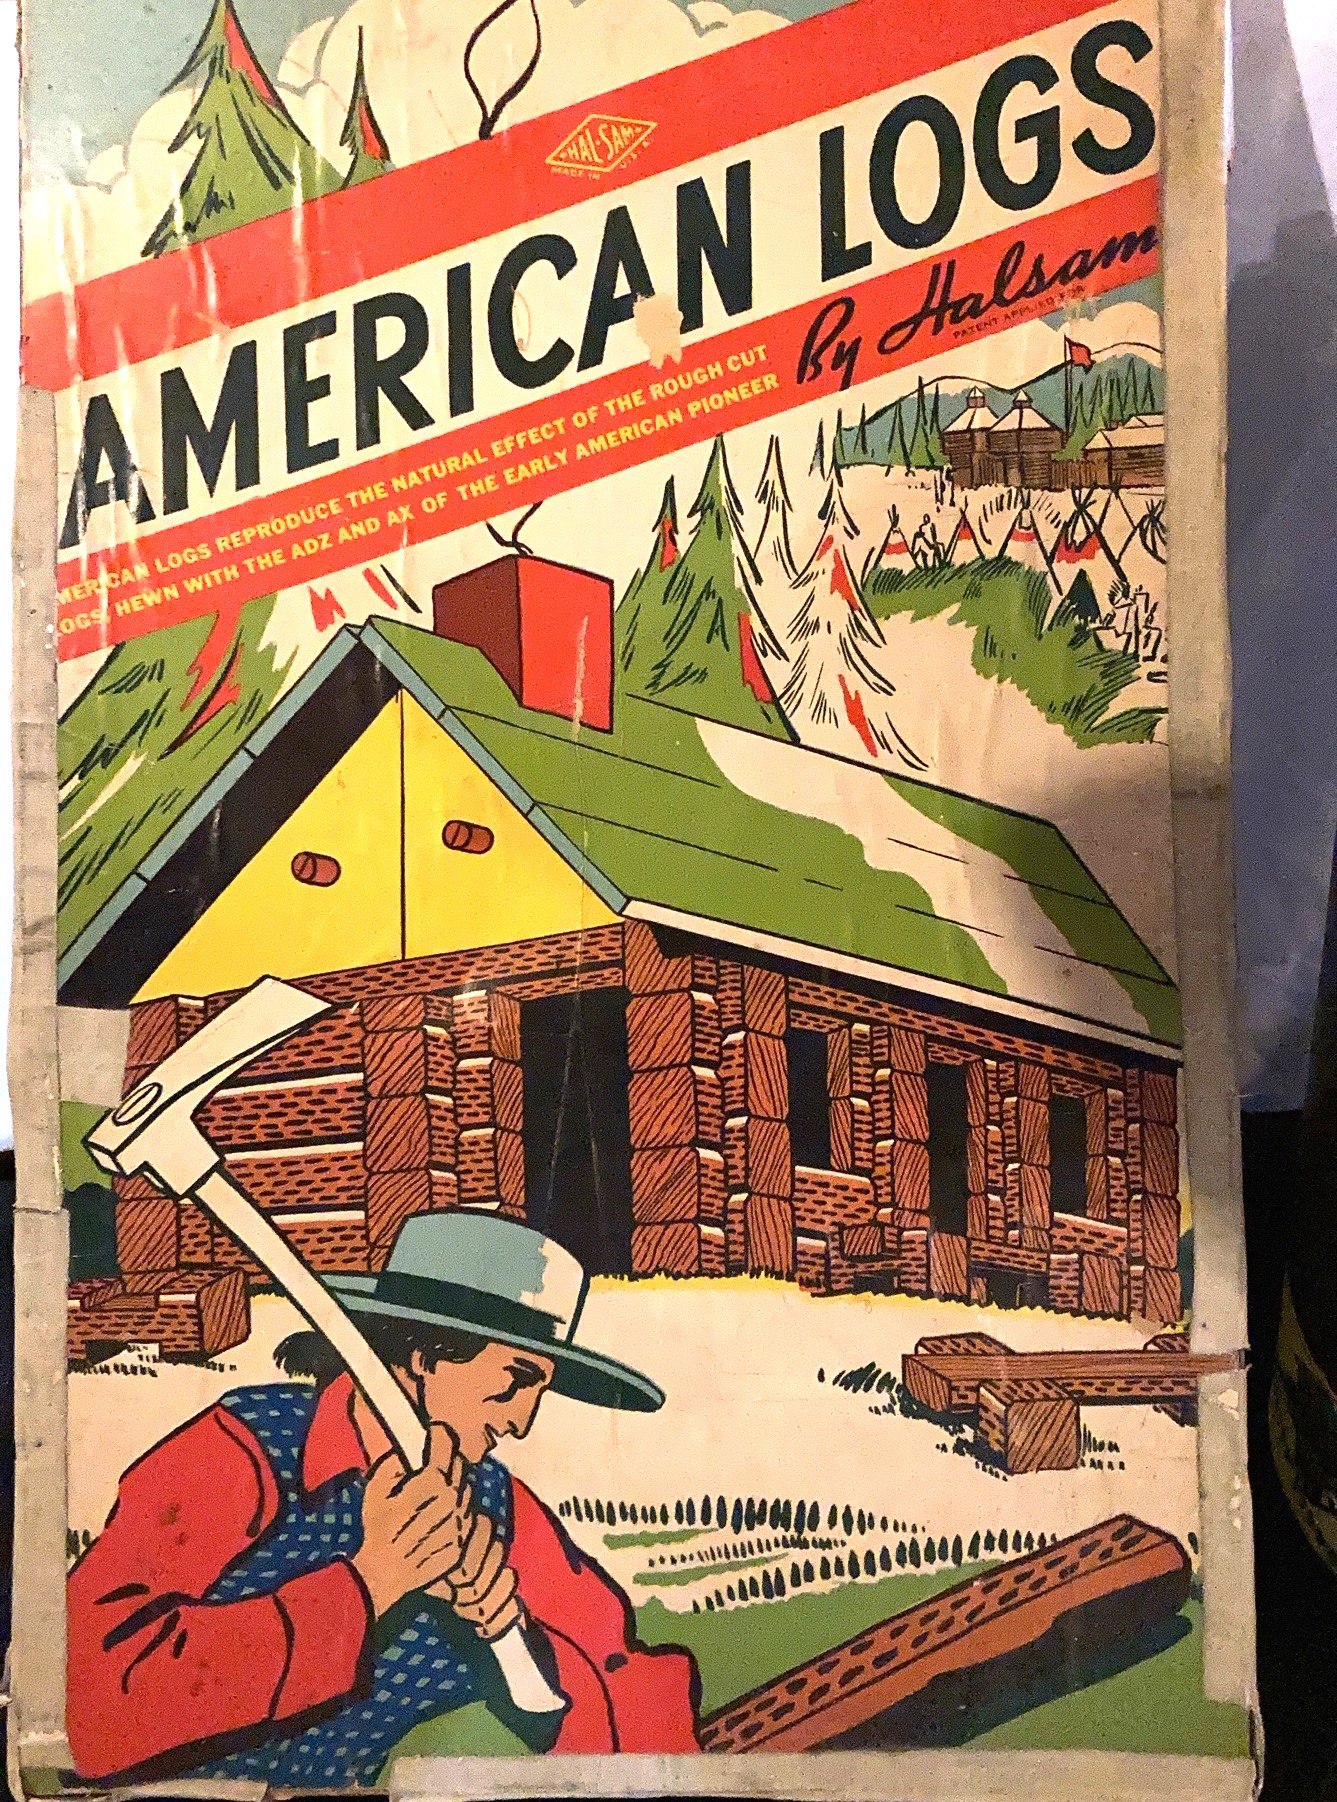 HAL-SAM
MADE IN U.S.A.
AMERICAN LOGS
By Halsam
PATENT APPLIED FOR
MERICAN LOGS REPRODUCE THE NATURAL EFFECT OF THE ROUGH CUT
OGS, HEWN WITH THE ADZ AND AX OF THE EARLY AMERICAN PIONEER